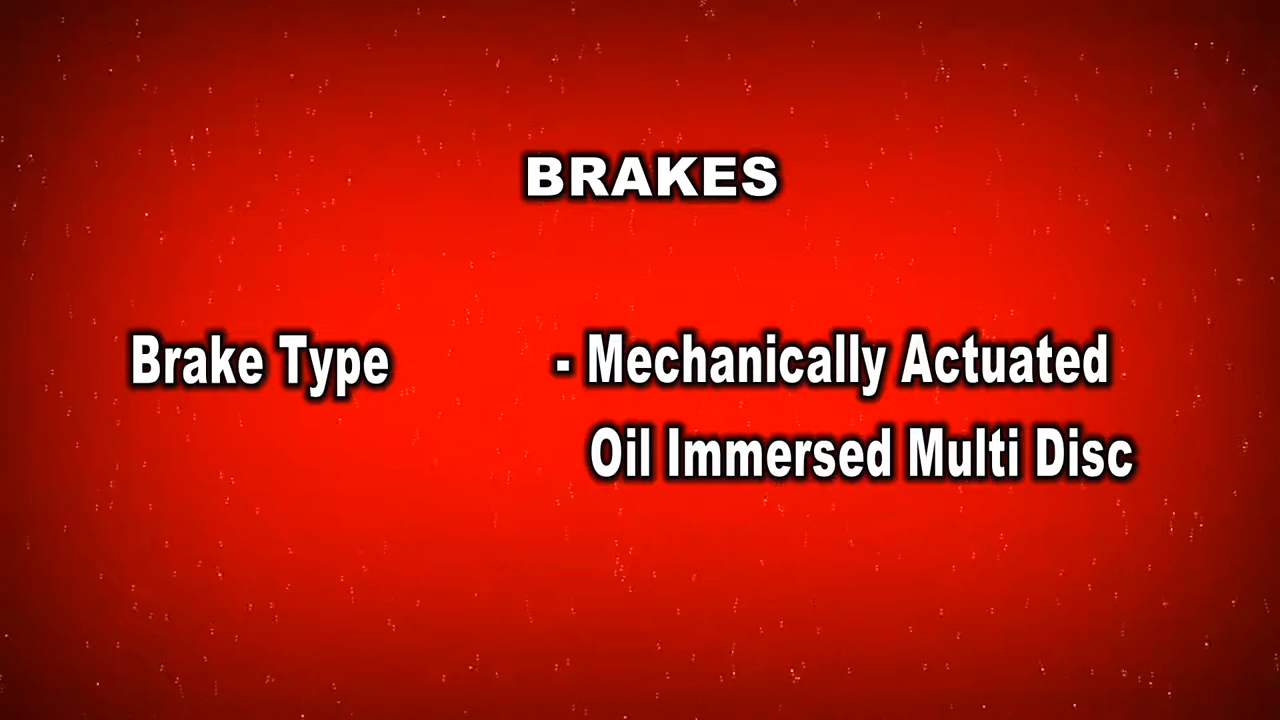 BRAKES
Brake Type - Mechanically Actuated
Oil Immersed Multi Disc